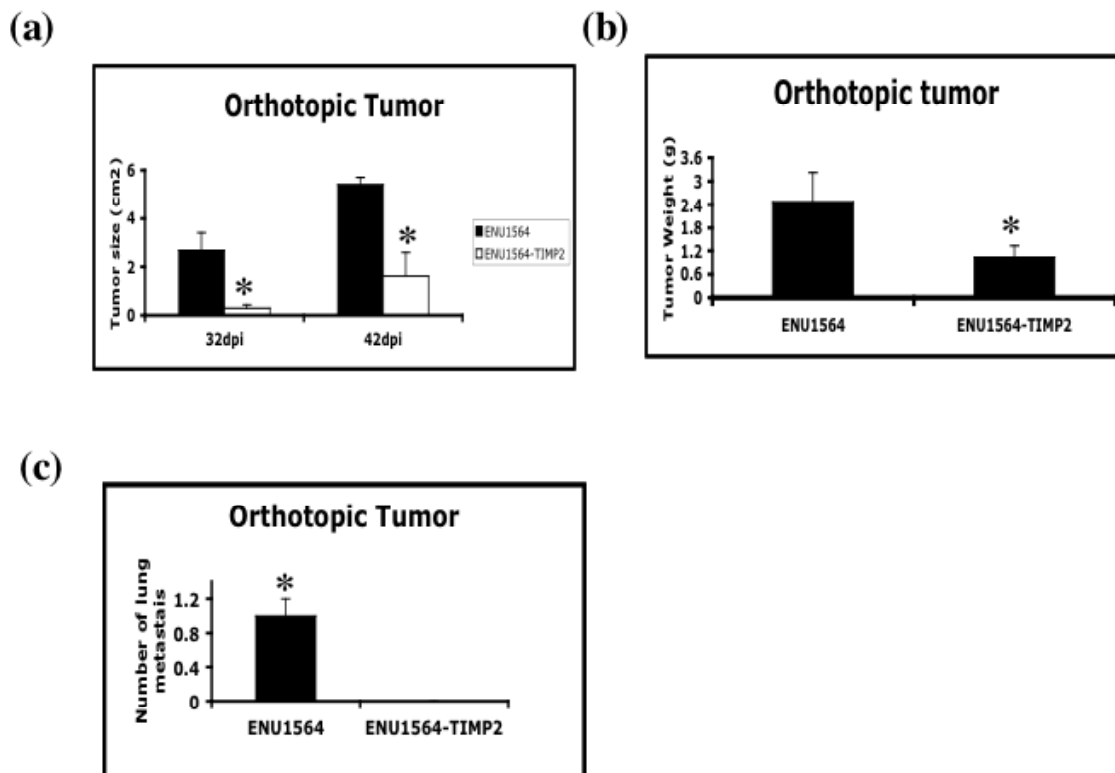 (a)
Orthotopic Tumor
Tumor size (cm2)
6
4
2
0
32dpi
42dpi
*
*
ENU1564
ENU1564-TIMP2
(b)
Orthotopic tumor
Tumor Weight (g)
3.6
3
2.4
1.8
1.2
0.6
0
*
ENU1564
ENU1564-TIMP2
(c)
Orthotopic Tumor
Number of lung
metastais
1.2
0.8
0.4
0
*
ENU1564
ENU1564-TIMP2